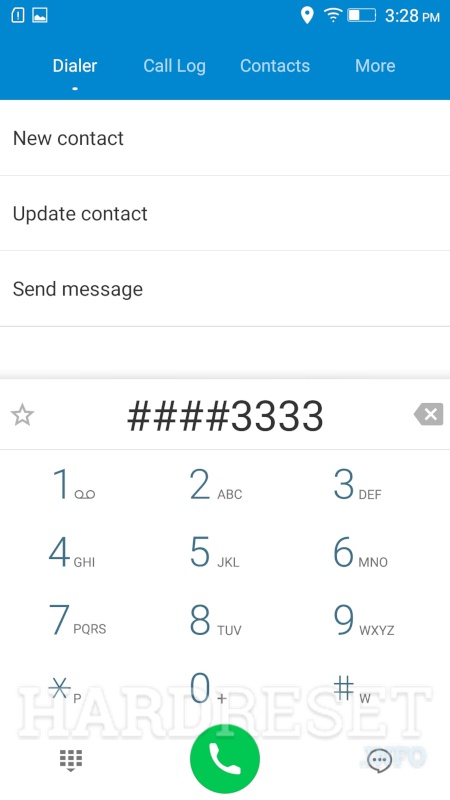 3:28 PM
Dialer Call Log Contacts More
New contact
Update contact
Send message
####3333
1 2 ABC 3 DEF
4 GHI 5 JKL 6 MNO
7 PQRS 8 TUV 9 WXYZ
* P 0 + # W
HARDRESET
.INFO